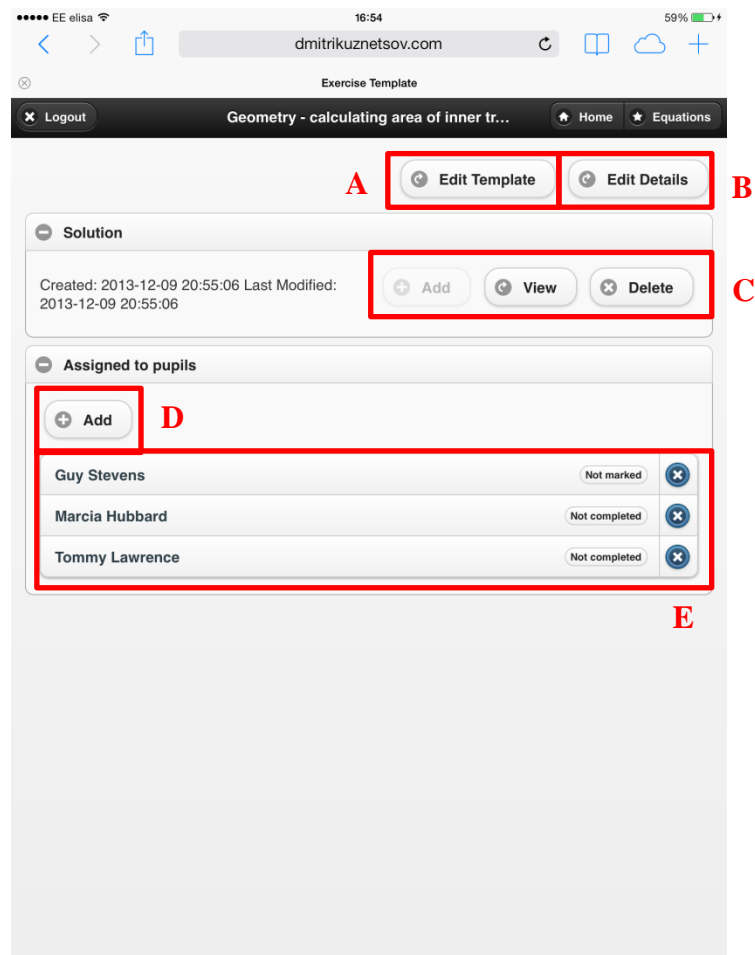 EE elisa 16:54 59%
dmitrikuznetsov.com
Exercise Template
Logout Geometry - calculating area of inner tr... Home Equations
A Edit Template Edit Details B
Solution
Created: 2013-12-09 20:55:06 Last Modified:
2013-12-09 20:55:06
Add View Delete C
Assigned to pupils
Add D
Guy Stevens Not marked
Marcia Hubbard Not completed
Tommy Lawrence Not completed
E